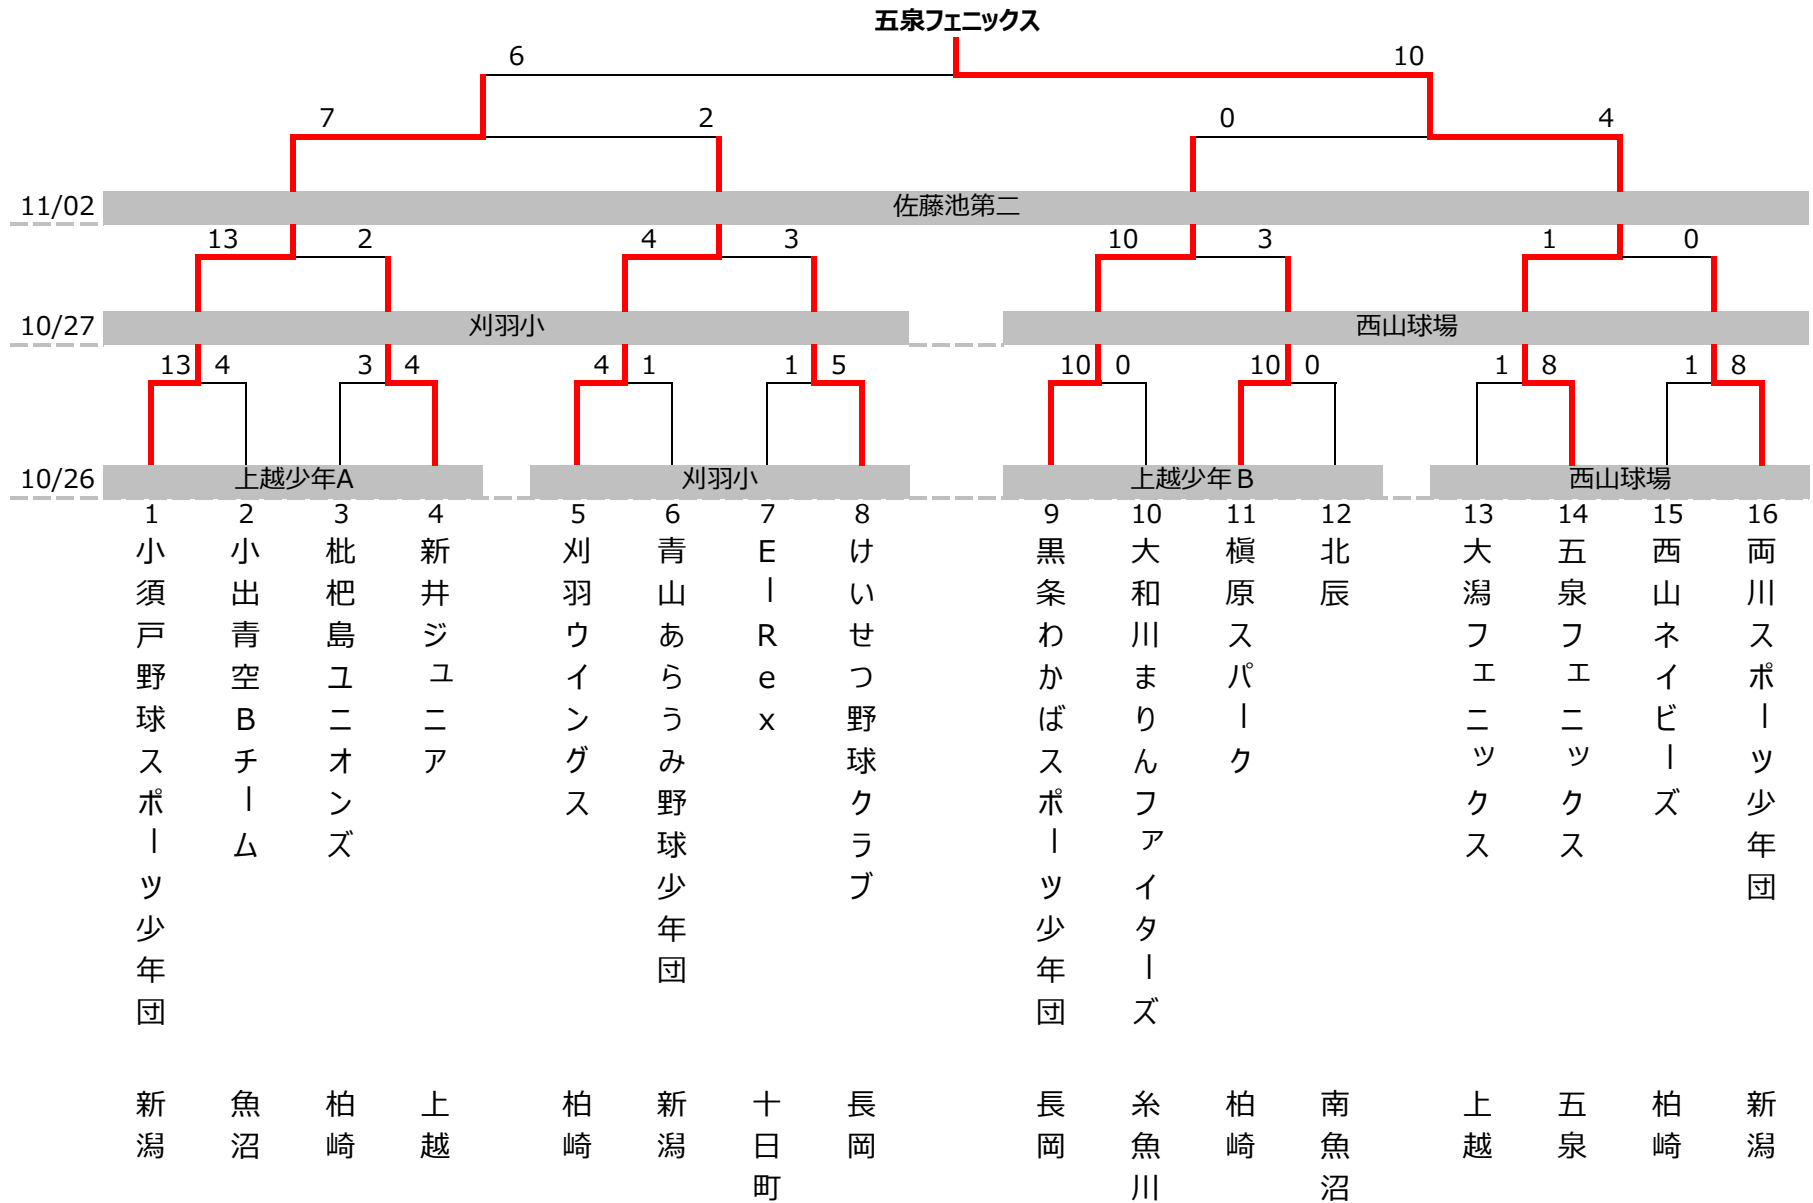 五泉フェニックス
6 10
7 2 0 4
11/02 佐藤池第二
13 2 4 3 10 3 1 0
10/27 刈羽小 西山球場
13 4 3 4 4 1 1 5 10 0 10 0 1 8 1 8
10/26 上越少年A 刈羽小 上越少年B 西山球場
1 2 3 4 5 6 7 8 9 10 11 12 13 14 15 16
小須戸野球スポーツ少年団
小出青空Bチーム
枇杷島ユニオンズ
新井ジュニア
刈羽ウイングス
青山あらうみ野球少年団
El Rex
けいせつ野球クラブ
黒条わかばスポーツ少年団
大和川まりんファイターズ
槇原スパーク
北辰
大潟フェニックス
五泉フェニックス
西山ネイビーズ
両川スポーツ少年団
新潟
魚沼
柏崎
上越
柏崎
新潟
十日町
長岡
長岡
糸魚川
柏崎
南魚沼
上越
五泉
柏崎
新潟